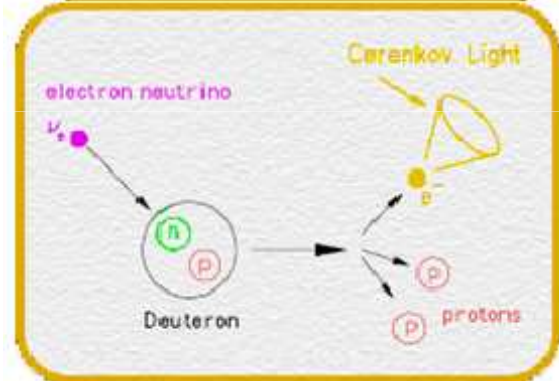 Cerenkov Light
electron neutrino
νe
e−
n
p
p
Deuteron
p
protons